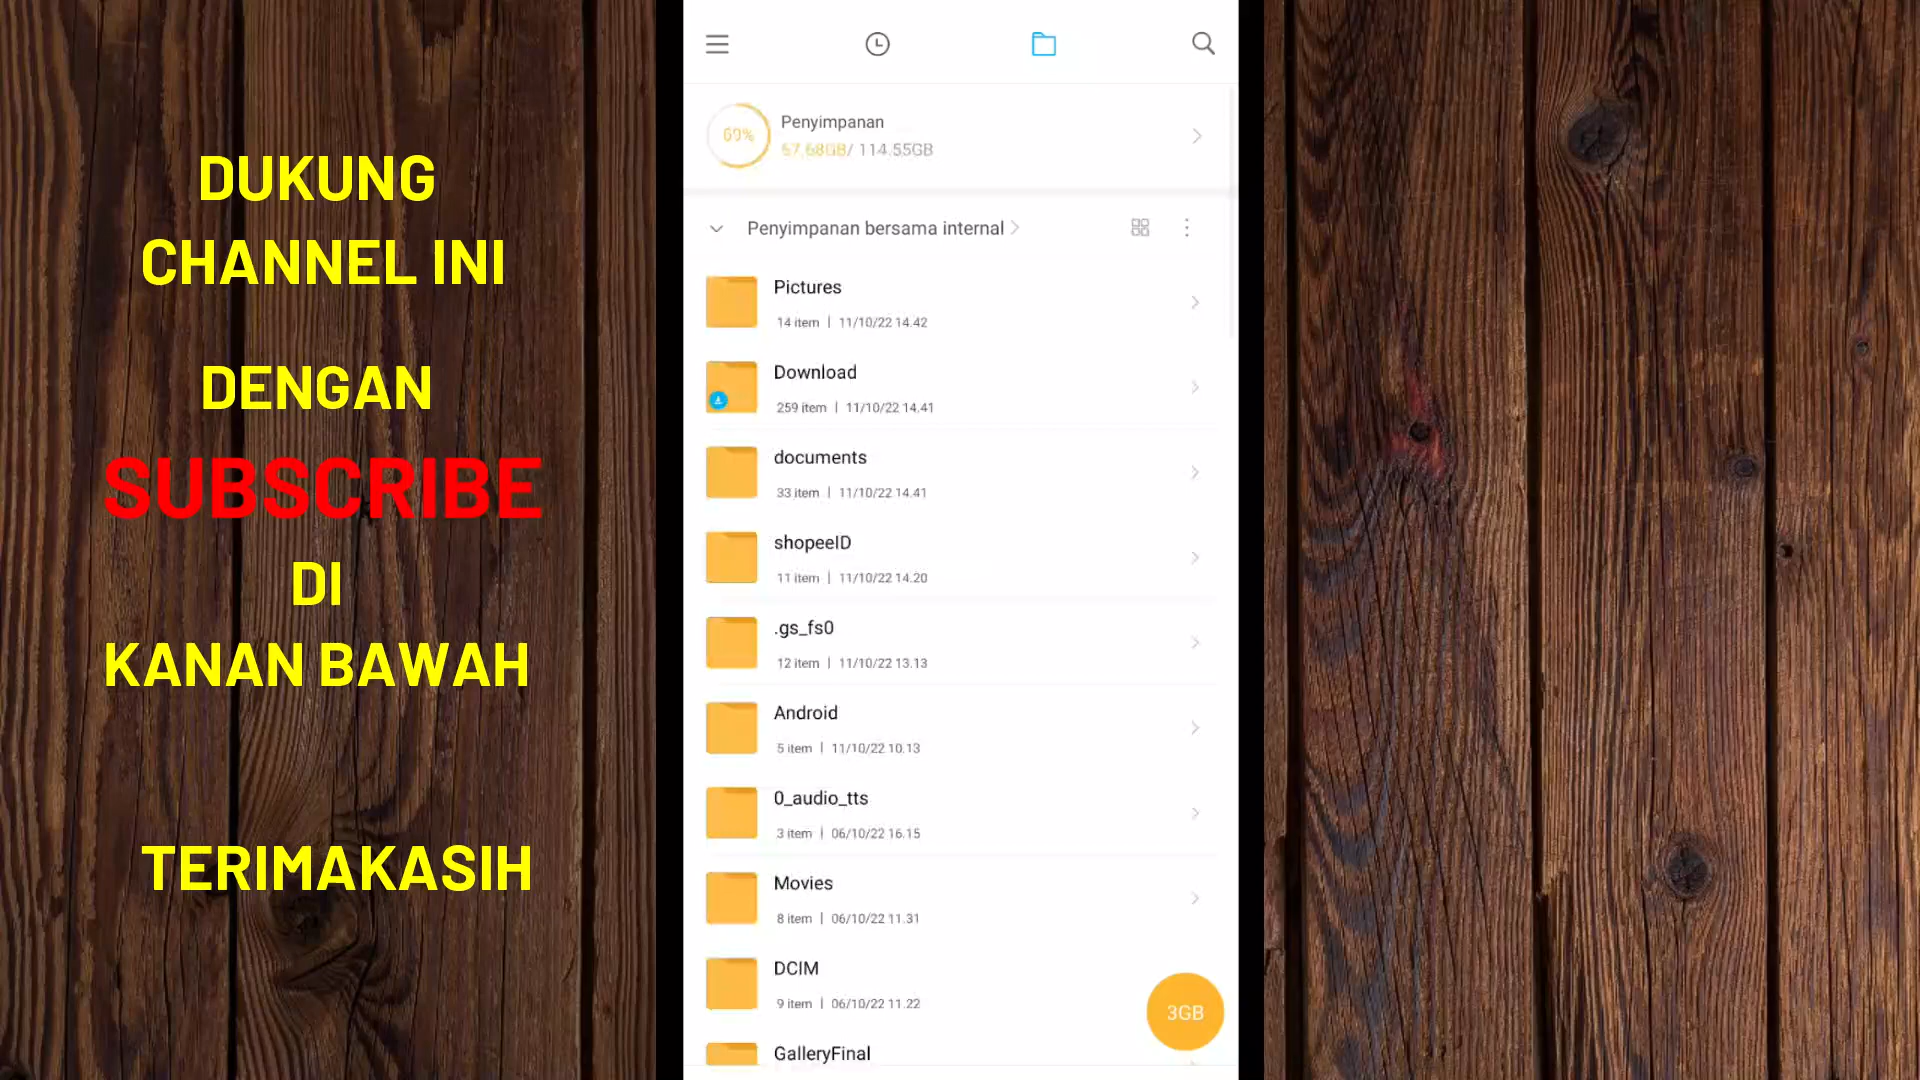 DUKUNG
CHANNEL INI
DENGAN
SUBSCRIBE
DI
KANAN BAWAH
TERIMAKASIH
Penyimpanan
/ 114.55GB
Penyimpanan bersama internal
Pictures
14 item | 11/10/22 14.42
Download
259 item | 11/10/22 14.41
documents
33 item | 11/10/22 14.41
shopeeID
11 item | 11/10/22 14.20
.gs_fs0
12 item | 11/10/22 13.13
Android
5 item | 11/10/22 10.13
0_audio_tts
3 item | 06/10/22 16.15
Movies
8 item | 06/10/22 11.31
DCIM
9 item | 06/10/22 11.22
3GB
GalleryFinal